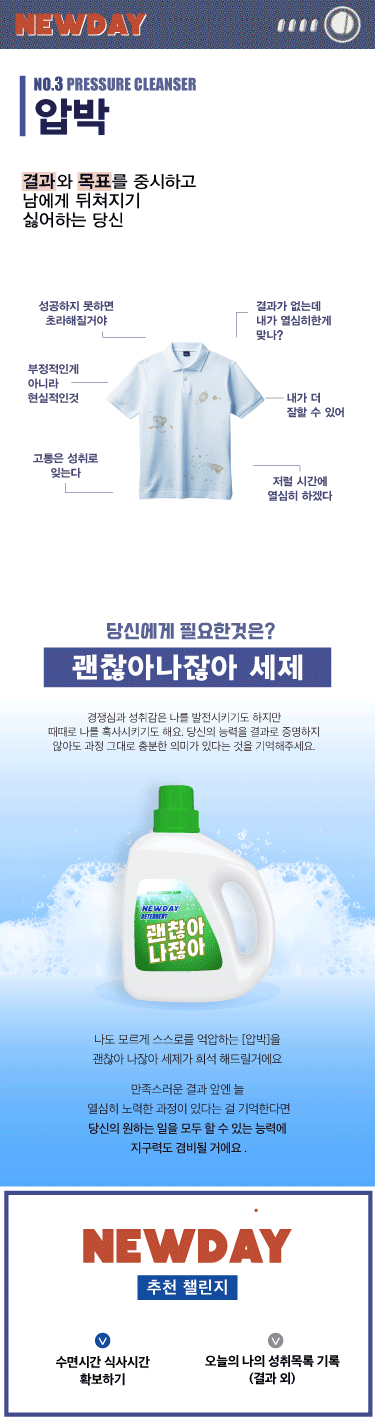 NEWDAY
NO.3 PRESSURE CLEANSER
압박
결과와 목표를 중시하고
남에게 뒤쳐지기
싫어하는 당신
성공하지 못하면
초라해질거야
결과가 없는데
내가 열심히한게
맞나?
부정적인게
아니라
현실적인것
내가 더
잘할 수 있어
고통은 성취로
잊는다
저럴 시간에
열심히 하겠다
당신에게 필요한것은?
괜찮아나잖아 세제
경쟁심과 성취감은 나를 발전시키기도 하지만
때때로 나를 혹사시키기도 해요. 당신의 능력을 결과로 증명하지
않아도 과정 그대로 충분한 의미가 있다는 것을 기억해주세요.
NEWDAY
DETERGENT
괜찮아
나잖아
나도 모르게 스스로를 억압하는 [압박]을
괜찮아 나잖아 세제가 희석 해드릴거에요
만족스러운 결과 앞엔 늘
열심히 노력한 과정이 있다는 걸 기억한다면
당신의 원하는 일을 모두 할 수 있는 능력에
지구력도 겸비될 거에요 .
NEWDAY
추천 챌린지
수면시간 식사시간
확보하기
오늘의 나의 성취목록 기록
(결과 외)